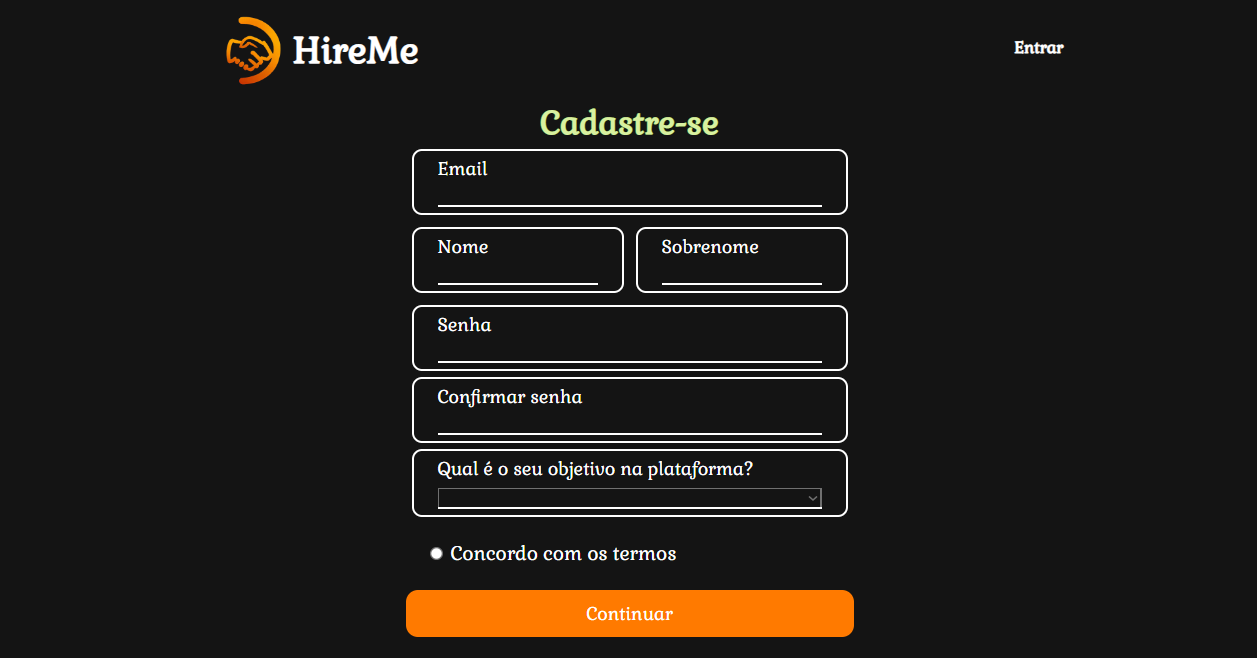 HireMe
Entrar
Cadastre-se
Email
Nome Sobrenome
Senha
Confirmar senha
Qual é o seu objetivo na plataforma?
Concordo com os termos
Continuar